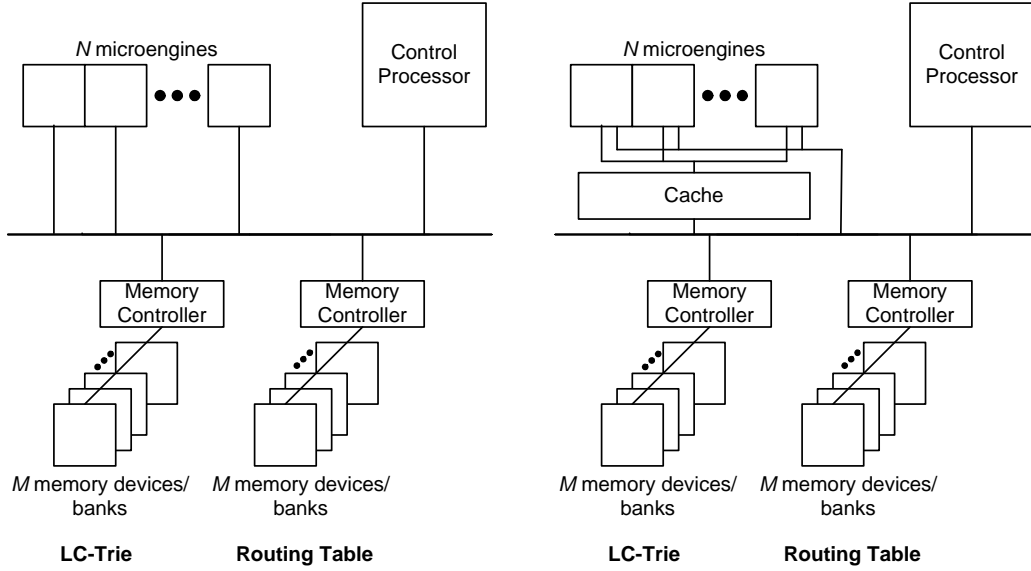 N microengines
Control
Processor
Memory
Controller
Memory
Controller
M memory devices/
banks
M memory devices/
banks
LC-Trie
Routing Table
N microengines
Control
Processor
Cache
Memory
Controller
Memory
Controller
M memory devices/
banks
M memory devices/
banks
LC-Trie
Routing Table